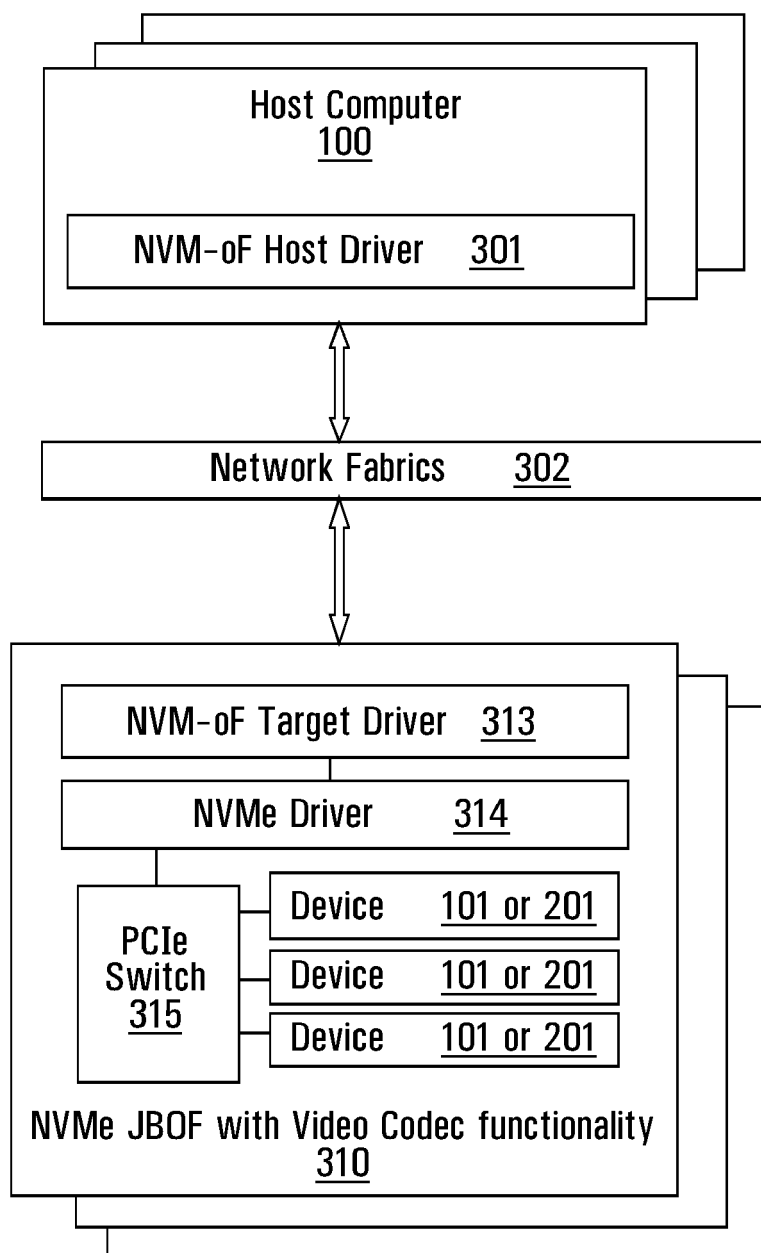 Host Computer
100
NVM-oF Host Driver 301
Network Fabrics 302
NVM-oF Target Driver 313
NVMe Driver 314
PCIe
Switch
315
Device 101 or 201
Device 101 or 201
Device 101 or 201
NVMe JBOF with Video Codec functionality
310